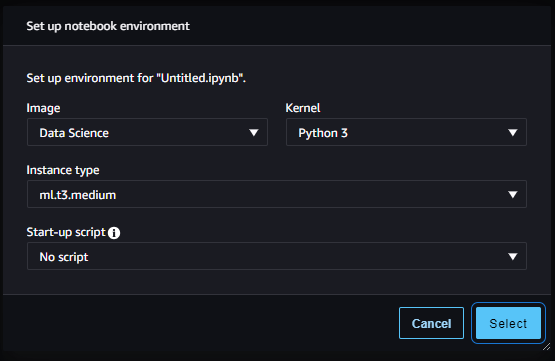 Set up notebook environment
Set up environment for "Untitled.ipynb".
Image
Kernel
Data Science
Python 3
Instance type
ml.t3.medium
Start-up script
No script
Cancel
Select